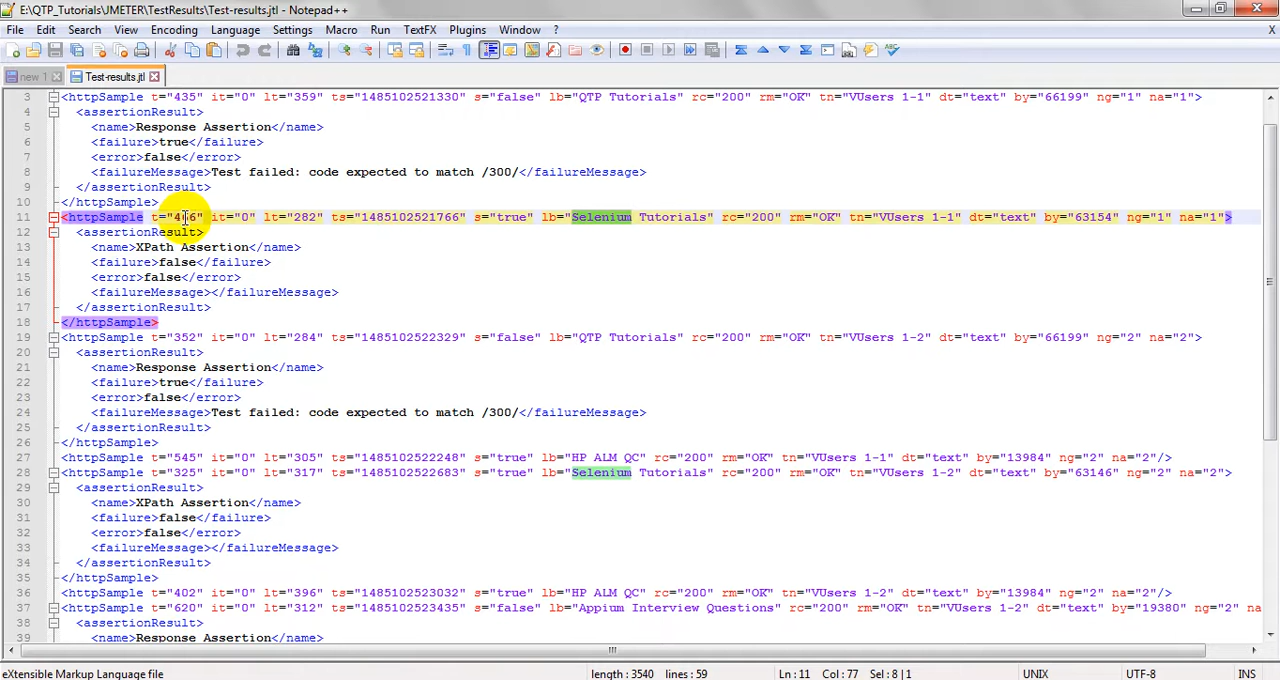 E:\QTP_Tutorials\JMETER\TestResults\Test-results.jtl - Notepad++
File Edit Search View Encoding Language Settings Macro Run TextFX Plugins Window ? X
new 1 Test-results.jtl
3 <httpSample t="435" it="0" lt="359" ts="1485102521330" s="false" lb="QTP Tutorials" rc="200" rm="OK" tn="VUsers 1-1" dt="text" by="66199" ng="1" na="1">
4 <assertionResult>
5 <name>Response Assertion</name>
6 <failure>true</failure>
7 <error>false</error>
8 <failureMessage>Test failed: code expected to match /300/</failureMessage>
9 </assertionResult>
10 </httpSample>
11 <httpSample it="0" lt="282" ts="1485102521766" s="true" lb="Selenium Tutorials" rc="200" rm="OK" tn="VUsers 1-1" dt="text" by="63154" ng="1" na="1">
12 <assertionResult>
13 <name>XPath Assertion</name>
14 <failure>false</failure>
15 <error>false</error>
16 <failureMessage></failureMessage>
17 </assertionResult>
18 </httpSample>
19 <httpSample t="352" it="0" lt="284" ts="1485102522329" s="false" lb="QTP Tutorials" rc="200" rm="OK" tn="VUsers 1-2" dt="text" by="66199" ng="2" na="2">
20 <assertionResult>
21 <name>Response Assertion</name>
22 <failure>true</failure>
23 <error>false</error>
24 <failureMessage>Test failed: code expected to match /300/</failureMessage>
25 </assertionResult>
26 </httpSample>
27 <httpSample t="545" it="0" lt="305" ts="1485102522248" s="true" lb="HP ALM QC" rc="200" rm="OK" tn="VUsers 1-1" dt="text" by="13984" ng="2" na="2"/>
28 <httpSample t="325" it="0" lt="317" ts="1485102522683" s="true" lb="Selenium Tutorials" rc="200" rm="OK" tn="VUsers 1-2" dt="text" by="63146" ng="2" na="2">
29 <assertionResult>
30 <name>XPath Assertion</name>
31 <failure>false</failure>
32 <error>false</error>
33 <failureMessage></failureMessage>
34 </assertionResult>
35 </httpSample>
36 <httpSample t="402" it="0" lt="396" ts="1485102523032" s="true" lb="HP ALM QC" rc="200" rm="OK" tn="VUsers 1-2" dt="text" by="13984" ng="2" na="2"/>
37 <httpSample t="620" it="0" lt="312" ts="1485102523435" s="false" lb="Appium Interview Questions" rc="200" rm="OK" tn="VUsers 1-2" dt="text" by="19380" ng="2" na
38 <assertionResult>
39 <name>Response Assertion</name>
eXtensible Markup Language file length : 3540 lines : 59 Ln : 11 Col : 77 Sel : 8 | 1 UNIX UTF-8 INS